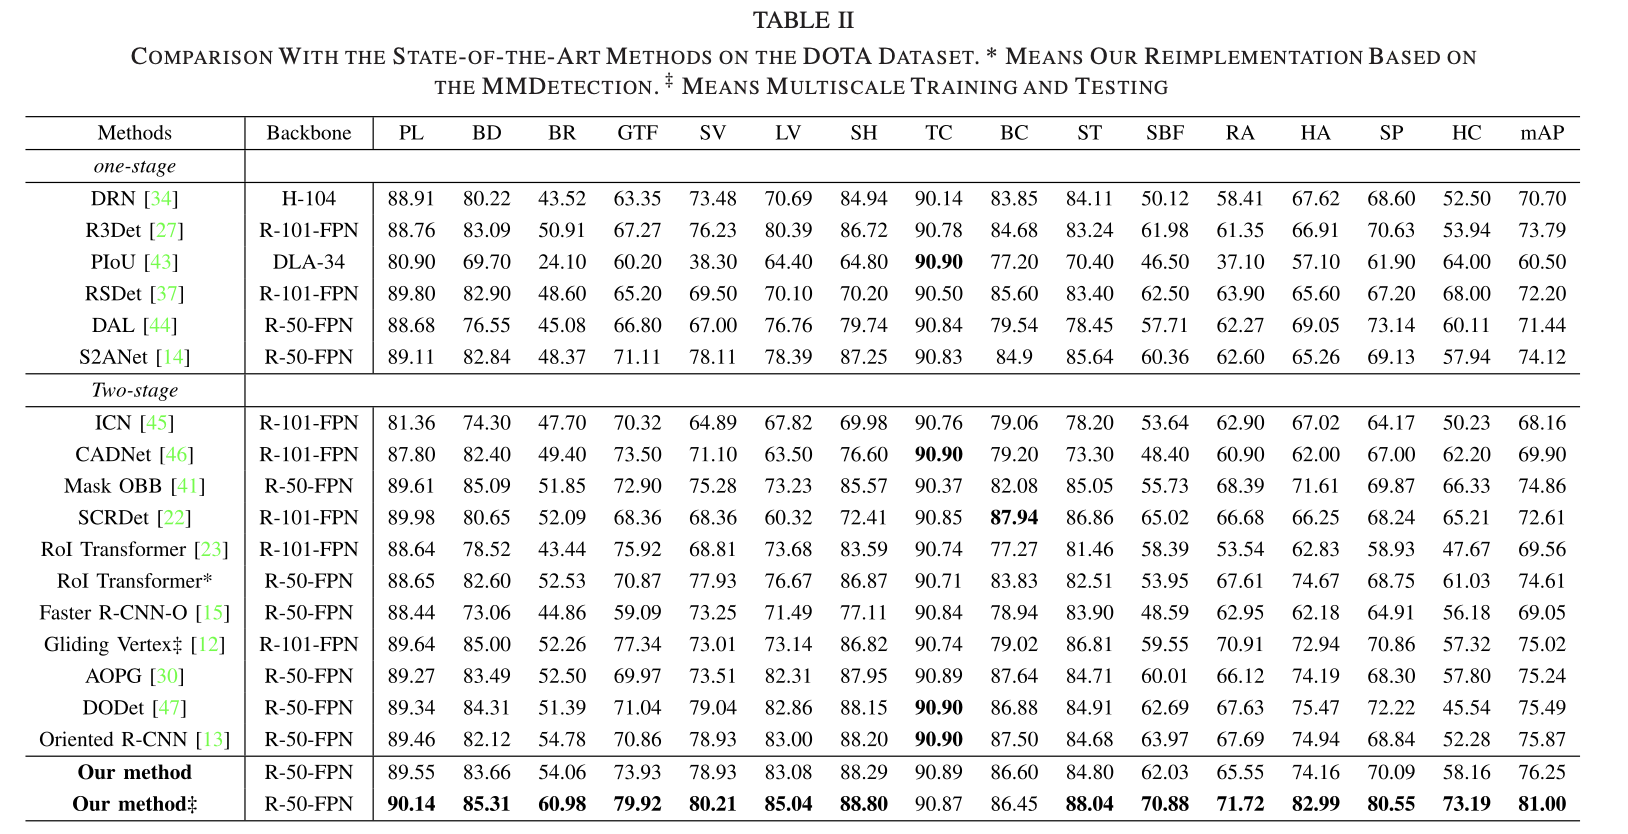 TABLE II
COMPARISON WITH THE STATE-OF-THE-ART METHODS ON THE DOTA DATASET. * MEANS OUR REIMPLEMENTATION BASED ON
THE MMDETECTION. ‡ MEANS MULTISCALE TRAINING AND TESTING
Methods Backbone PL BD BR GTF SV LV SH TC BC ST SBF RA HA SP HC mAP
one-stage
DRN [34] H-104 88.91 80.22 43.52 63.35 73.48 70.69 84.94 90.14 83.85 84.11 50.12 58.41 67.62 68.60 52.50 70.70
R3Det [27] R-101-FPN 88.76 83.09 50.91 67.27 76.23 80.39 86.72 90.78 84.68 83.24 61.98 61.35 66.91 70.63 53.94 73.79
PIoU [43] DLA-34 80.90 69.70 24.10 60.20 38.30 64.40 64.80 90.90 77.20 70.40 46.50 37.10 57.10 61.90 64.00 60.50
RSDet [37] R-101-FPN 89.80 82.90 48.60 65.20 69.50 70.10 70.20 90.50 85.60 83.40 62.50 63.90 65.60 67.20 68.00 72.20
DAL [44] R-50-FPN 88.68 76.55 45.08 66.80 67.00 76.76 79.74 90.84 79.54 78.45 57.71 62.27 69.05 73.14 60.11 71.44
S2ANet [14] R-50-FPN 89.11 82.84 48.37 71.11 78.11 78.39 87.25 90.83 84.9 85.64 60.36 62.60 65.26 69.13 57.94 74.12
Two-stage
ICN [45] R-101-FPN 81.36 74.30 47.70 70.32 64.89 67.82 69.98 90.76 79.06 78.20 53.64 62.90 67.02 64.17 50.23 68.16
CADNet [46] R-101-FPN 87.80 82.40 49.40 73.50 71.10 63.50 76.60 90.90 79.20 73.30 48.40 60.90 62.00 67.00 62.20 69.90
Mask OBB [41] R-50-FPN 89.61 85.09 51.85 72.90 75.28 73.23 85.57 90.37 82.08 85.05 55.73 68.39 71.61 69.87 66.33 74.86
SCRDet [22] R-101-FPN 89.98 80.65 52.09 68.36 68.36 60.32 72.41 90.85 87.94 86.86 65.02 66.68 66.25 68.24 65.21 72.61
RoI Transformer [23] R-101-FPN 88.64 78.52 43.44 75.92 68.81 73.68 83.59 90.74 77.27 81.46 58.39 53.54 62.83 58.93 47.67 69.56
RoI Transformer* R-50-FPN 88.65 82.60 52.53 70.87 77.93 76.67 86.87 90.71 83.83 82.51 53.95 67.61 74.67 68.75 61.03 74.61
Faster R-CNN-O [15] R-50-FPN 88.44 73.06 44.86 59.09 73.25 71.49 77.11 90.84 78.94 83.90 48.59 62.95 62.18 64.91 56.18 69.05
Gliding Vertex‡ [12] R-101-FPN 89.64 85.00 52.26 77.34 73.01 73.14 86.82 90.74 79.02 86.81 59.55 70.91 72.94 70.86 57.32 75.02
AOPG [30] R-50-FPN 89.27 83.49 52.50 69.97 73.51 82.31 87.95 90.89 87.64 84.71 60.01 66.12 74.19 68.30 57.80 75.24
DODet [47] R-50-FPN 89.34 84.31 51.39 71.04 79.04 82.86 88.15 90.90 86.88 84.91 62.69 67.63 75.47 72.22 45.54 75.49
Oriented R-CNN [13] R-50-FPN 89.46 82.12 54.78 70.86 78.93 83.00 88.20 90.90 87.50 84.68 63.97 67.69 74.94 68.84 52.28 75.87
Our method R-50-FPN 89.55 83.66 54.06 73.93 78.93 83.08 88.29 90.89 86.60 84.80 62.03 65.55 74.16 70.09 58.16 76.25
Our method‡ R-50-FPN 90.14 85.31 60.98 79.92 80.21 85.04 88.80 90.87 86.45 88.04 70.88 71.72 82.99 80.55 73.19 81.00